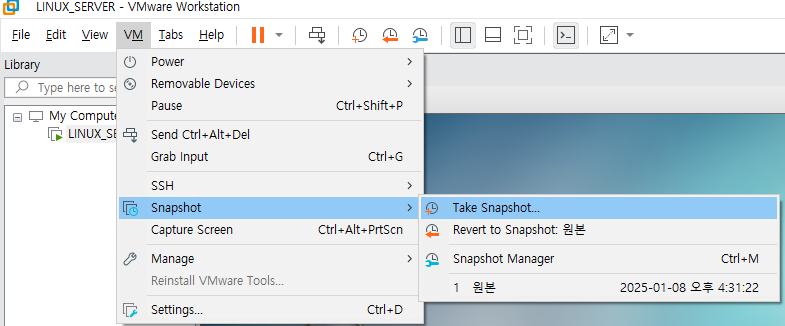 LINUX_SERVER - VMware Workstation
File Edit View VM Tabs Help
Library
Type here to se
My Compute
LINUX_SE
Power
Removable Devices
Pause Ctrl+Shift+P
Send Ctrl+Alt+Del
Grab Input Ctrl+G
SSH
Snapshot
Capture Screen Ctrl+Alt+PrtScn
Manage
Reinstall VMware Tools...
Settings... Ctrl+D
Take Snapshot...
Revert to Snapshot: 원본
Snapshot Manager Ctrl+M
1 원본 2025-01-08 오후 4:31:22